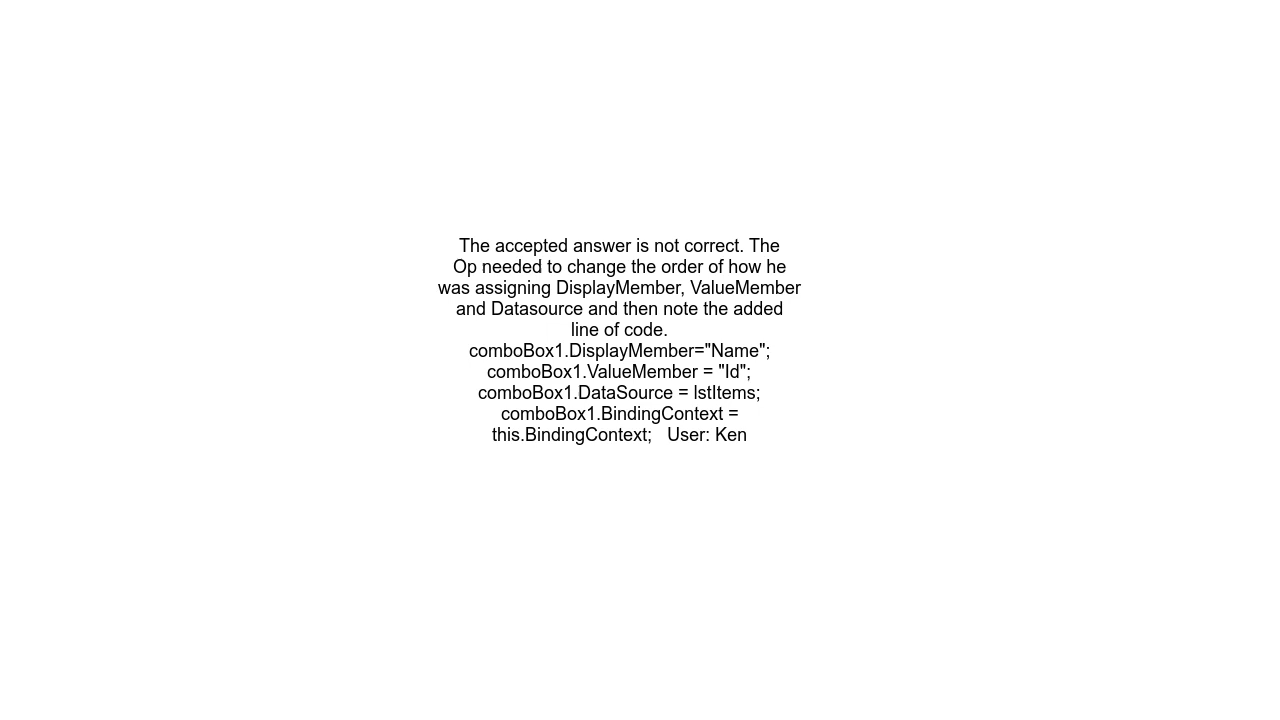 The accepted answer is not correct. The
Op needed to change the order of how he
was assigning DisplayMember, ValueMember
and Datasource and then note the added
line of code.
comboBox1.DisplayMember="Name";
comboBox1.ValueMember = "Id";
comboBox1.DataSource = lstItems;
comboBox1.BindingContext =
this.BindingContext;   User: Ken